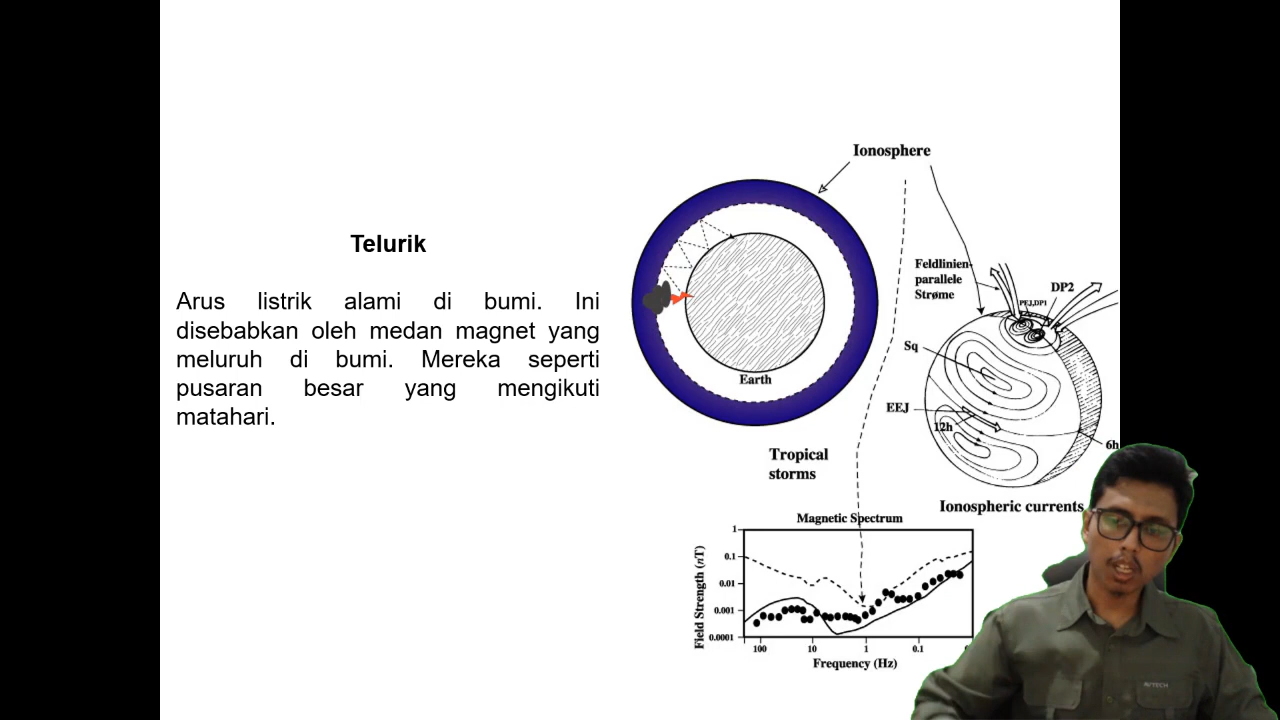 Telurik
Arus listrik alami di bumi. Ini
disebabkan oleh medan magnet yang
meluruh di bumi. Mereka seperti
pusaran besar yang mengikuti
matahari.
Ionosphere
Earth
Tropical
storms
Feldlinien-
parallele
Strøme
PEJ,DP1
DP2
Sq
EEJ
12h
6h
Ionospheric currents
Magnetic Spectrum
Field Strength (nT)
1
0.1
0.01
0.001
0.0001
100
10
1
0.1
Frequency (Hz)